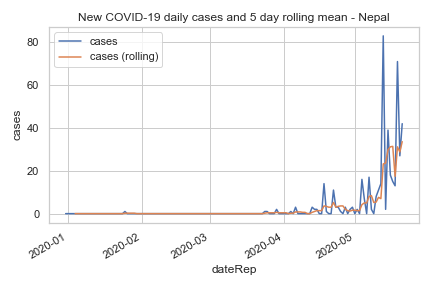 New COVID-19 daily cases and 5 day rolling mean - Nepal
cases
cases (rolling)
80
60
40
20
0
cases
2020-01
2020-02
2020-03
2020-04
2020-05
dateRep